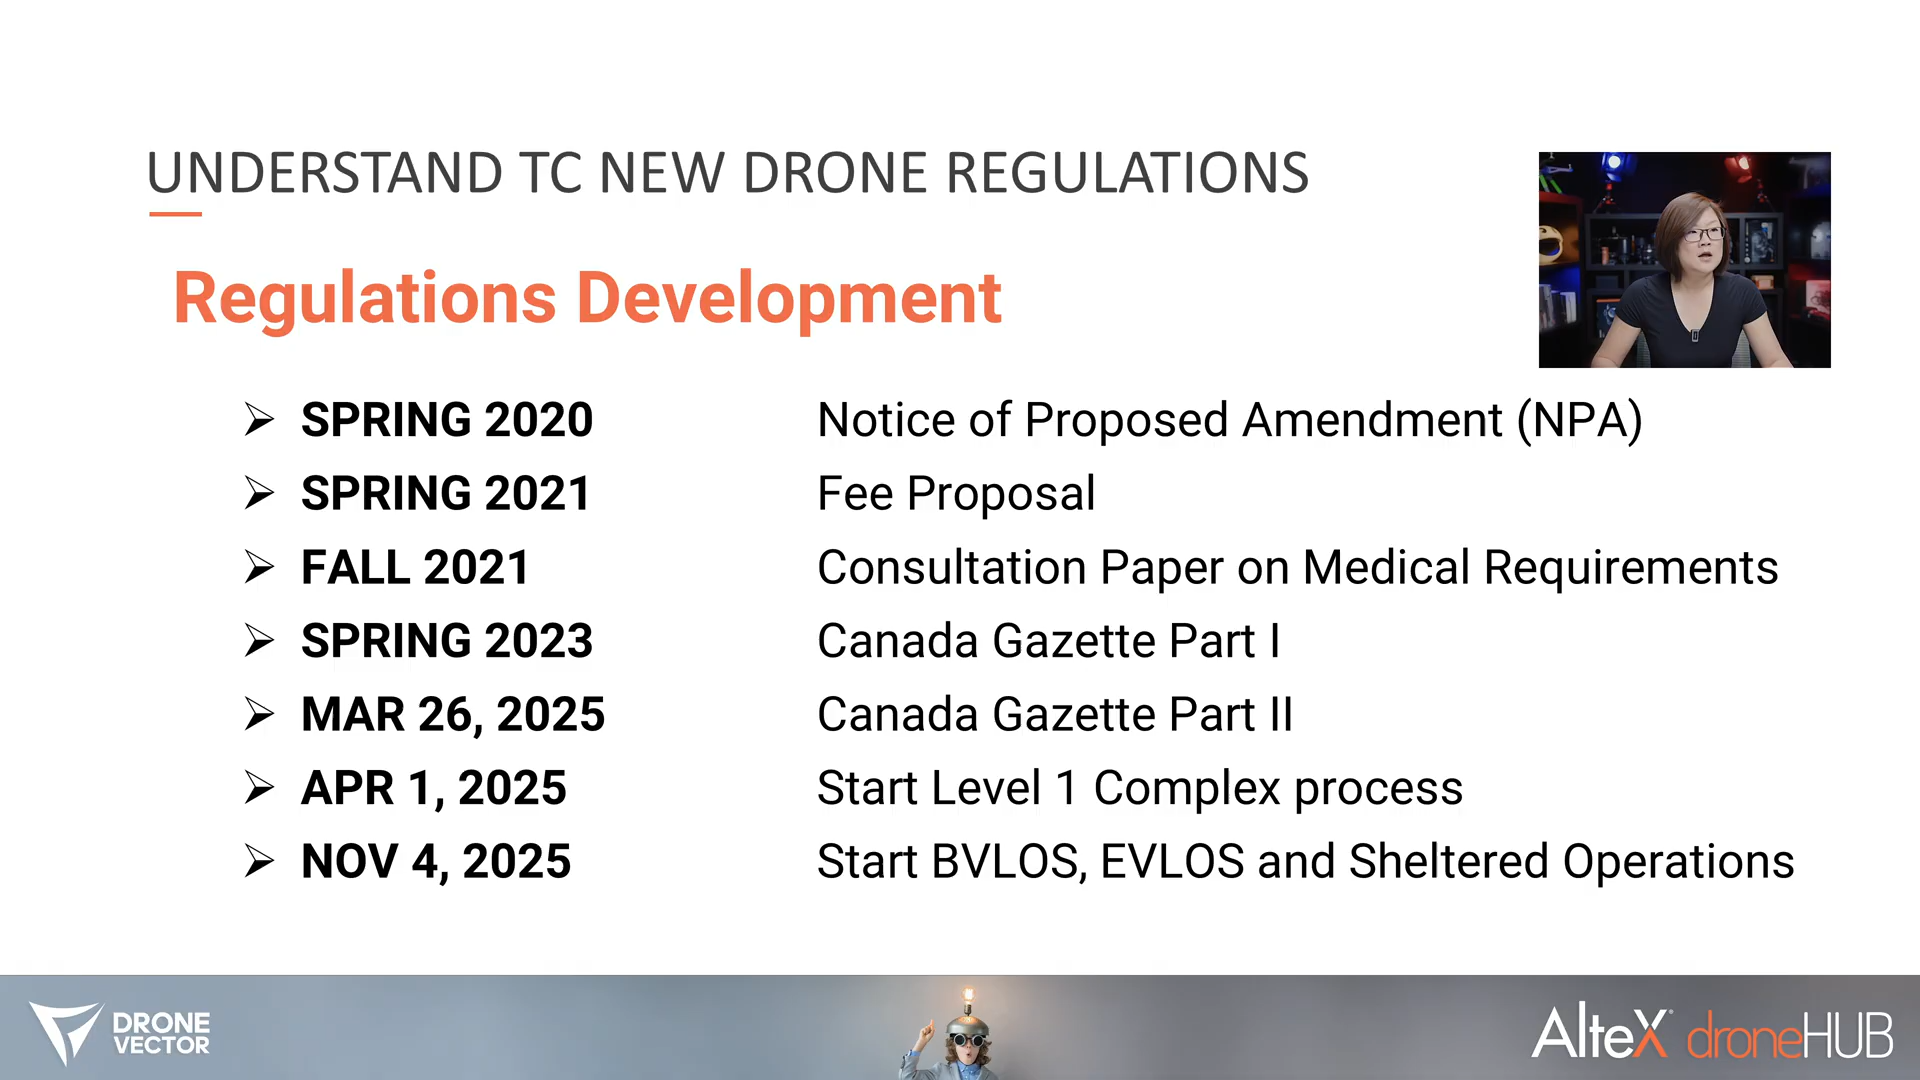 UNDERSTAND TC NEW DRONE REGULATIONS
Regulations Development
SPRING 2020 Notice of Proposed Amendment (NPA)
SPRING 2021 Fee Proposal
FALL 2021 Consultation Paper on Medical Requirements
SPRING 2023 Canada Gazette Part I
MAR 26, 2025 Canada Gazette Part II
APR 1, 2025 Start Level 1 Complex process
NOV 4, 2025 Start BVLOS, EVLOS and Sheltered Operations
DRONE
VECTOR
AlteX droneHUB